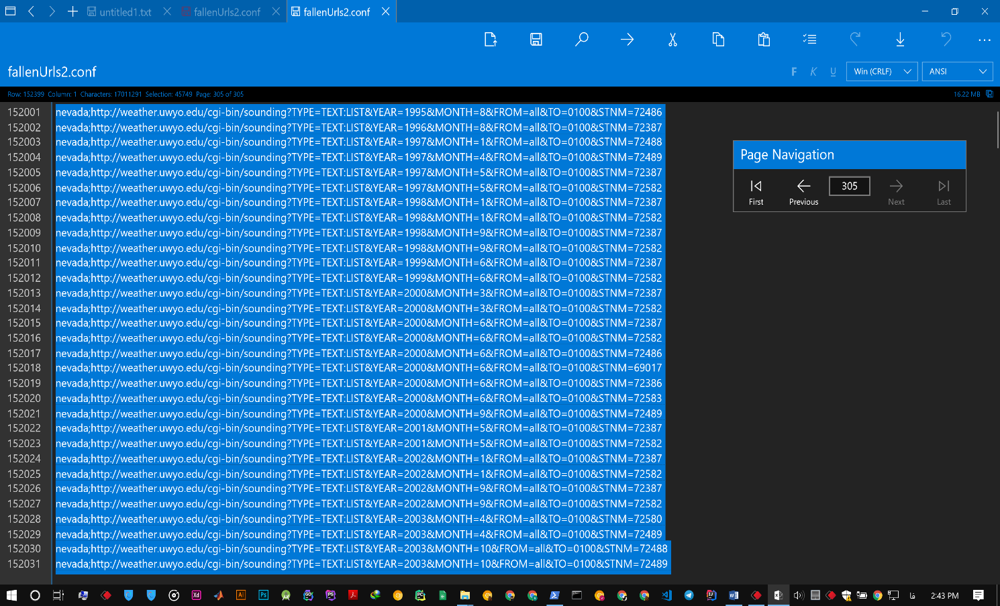 untitled1.txt
fallenUrls2.conf
fallenUrls2.conf
fallenUrls2.conf
F K U
Win (CRLF)
ANSI
Row: 152399 Column: 1 Characters: 17011291 Selection: 45749 Page: 305 of 305
16.22 MB
152001 nevada;http://weather.uwyo.edu/cgi-bin/sounding?TYPE=TEXT:LIST&YEAR=1995&MONTH=8&FROM=all&TO=0100&STNM=72486
152002 nevada;http://weather.uwyo.edu/cgi-bin/sounding?TYPE=TEXT:LIST&YEAR=1996&MONTH=8&FROM=all&TO=0100&STNM=72387
152003 nevada;http://weather.uwyo.edu/cgi-bin/sounding?TYPE=TEXT:LIST&YEAR=1997&MONTH=1&FROM=all&TO=0100&STNM=72488
152004 nevada;http://weather.uwyo.edu/cgi-bin/sounding?TYPE=TEXT:LIST&YEAR=1997&MONTH=4&FROM=all&TO=0100&STNM=72489
152005 nevada;http://weather.uwyo.edu/cgi-bin/sounding?TYPE=TEXT:LIST&YEAR=1997&MONTH=5&FROM=all&TO=0100&STNM=72387
152006 nevada;http://weather.uwyo.edu/cgi-bin/sounding?TYPE=TEXT:LIST&YEAR=1997&MONTH=5&FROM=all&TO=0100&STNM=72582
152007 nevada;http://weather.uwyo.edu/cgi-bin/sounding?TYPE=TEXT:LIST&YEAR=1998&MONTH=1&FROM=all&TO=0100&STNM=72387
152008 nevada;http://weather.uwyo.edu/cgi-bin/sounding?TYPE=TEXT:LIST&YEAR=1998&MONTH=1&FROM=all&TO=0100&STNM=72582
152009 nevada;http://weather.uwyo.edu/cgi-bin/sounding?TYPE=TEXT:LIST&YEAR=1998&MONTH=9&FROM=all&TO=0100&STNM=72387
152010 nevada;http://weather.uwyo.edu/cgi-bin/sounding?TYPE=TEXT:LIST&YEAR=1998&MONTH=9&FROM=all&TO=0100&STNM=72582
152011 nevada;http://weather.uwyo.edu/cgi-bin/sounding?TYPE=TEXT:LIST&YEAR=1999&MONTH=6&FROM=all&TO=0100&STNM=72387
152012 nevada;http://weather.uwyo.edu/cgi-bin/sounding?TYPE=TEXT:LIST&YEAR=1999&MONTH=6&FROM=all&TO=0100&STNM=72582
152013 nevada;http://weather.uwyo.edu/cgi-bin/sounding?TYPE=TEXT:LIST&YEAR=2000&MONTH=3&FROM=all&TO=0100&STNM=72387
152014 nevada;http://weather.uwyo.edu/cgi-bin/sounding?TYPE=TEXT:LIST&YEAR=2000&MONTH=3&FROM=all&TO=0100&STNM=72582
152015 nevada;http://weather.uwyo.edu/cgi-bin/sounding?TYPE=TEXT:LIST&YEAR=2000&MONTH=6&FROM=all&TO=0100&STNM=72387
152016 nevada;http://weather.uwyo.edu/cgi-bin/sounding?TYPE=TEXT:LIST&YEAR=2000&MONTH=6&FROM=all&TO=0100&STNM=72582
152017 nevada;http://weather.uwyo.edu/cgi-bin/sounding?TYPE=TEXT:LIST&YEAR=2000&MONTH=6&FROM=all&TO=0100&STNM=72486
152018 nevada;http://weather.uwyo.edu/cgi-bin/sounding?TYPE=TEXT:LIST&YEAR=2000&MONTH=6&FROM=all&TO=0100&STNM=69017
152019 nevada;http://weather.uwyo.edu/cgi-bin/sounding?TYPE=TEXT:LIST&YEAR=2000&MONTH=6&FROM=all&TO=0100&STNM=72386
152020 nevada;http://weather.uwyo.edu/cgi-bin/sounding?TYPE=TEXT:LIST&YEAR=2000&MONTH=6&FROM=all&TO=0100&STNM=72583
152021 nevada;http://weather.uwyo.edu/cgi-bin/sounding?TYPE=TEXT:LIST&YEAR=2000&MONTH=9&FROM=all&TO=0100&STNM=72489
152022 nevada;http://weather.uwyo.edu/cgi-bin/sounding?TYPE=TEXT:LIST&YEAR=2001&MONTH=5&FROM=all&TO=0100&STNM=72387
152023 nevada;http://weather.uwyo.edu/cgi-bin/sounding?TYPE=TEXT:LIST&YEAR=2001&MONTH=5&FROM=all&TO=0100&STNM=72582
152024 nevada;http://weather.uwyo.edu/cgi-bin/sounding?TYPE=TEXT:LIST&YEAR=2002&MONTH=1&FROM=all&TO=0100&STNM=72387
152025 nevada;http://weather.uwyo.edu/cgi-bin/sounding?TYPE=TEXT:LIST&YEAR=2002&MONTH=1&FROM=all&TO=0100&STNM=72582
152026 nevada;http://weather.uwyo.edu/cgi-bin/sounding?TYPE=TEXT:LIST&YEAR=2002&MONTH=9&FROM=all&TO=0100&STNM=72387
152027 nevada;http://weather.uwyo.edu/cgi-bin/sounding?TYPE=TEXT:LIST&YEAR=2002&MONTH=9&FROM=all&TO=0100&STNM=72582
152028 nevada;http://weather.uwyo.edu/cgi-bin/sounding?TYPE=TEXT:LIST&YEAR=2003&MONTH=4&FROM=all&TO=0100&STNM=72580
152029 nevada;http://weather.uwyo.edu/cgi-bin/sounding?TYPE=TEXT:LIST&YEAR=2003&MONTH=4&FROM=all&TO=0100&STNM=72489
152030 nevada;http://weather.uwyo.edu/cgi-bin/sounding?TYPE=TEXT:LIST&YEAR=2003&MONTH=10&FROM=all&TO=0100&STNM=72488
152031 nevada;http://weather.uwyo.edu/cgi-bin/sounding?TYPE=TEXT:LIST&YEAR=2003&MONTH=10&FROM=all&TO=0100&STNM=72489
Page Navigation
305
First Previous Next Last
Xd Ai Ps GO PS PC IJ
فا
2:43 PM